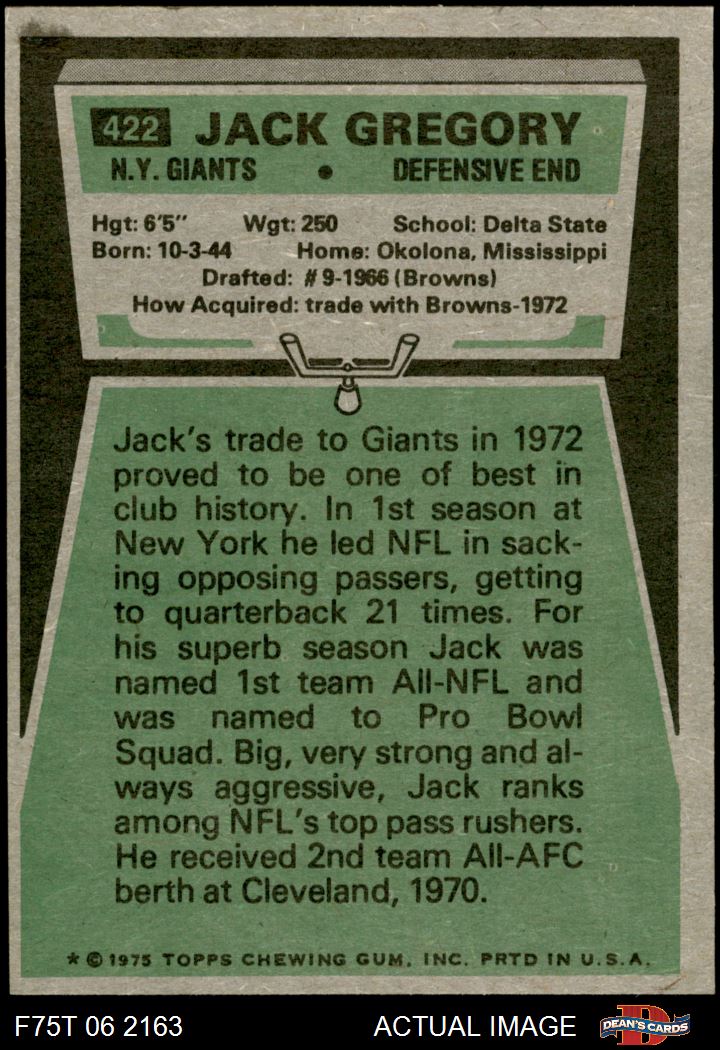 422 JACK GREGORY
N.Y. GIANTS • DEFENSIVE END
Hgt: 6'5" Wgt: 250 School: Delta State
Born: 10-3-44 Home: Okolona, Mississippi
Drafted: #9-1966 (Browns)
How Acquired: trade with Browns-1972
Jack's trade to Giants in 1972
proved to be one of best in
club history. In 1st season at
New York he led NFL in sack-
ing opposing passers, getting
to quarterback 21 times. For
his superb season Jack was
named 1st team All-NFL and
was named to Pro Bowl
Squad. Big, very strong and al-
ways aggressive, Jack ranks
among NFL's top pass rushers.
He received 2nd team All-AFC
berth at Cleveland, 1970.
* © 1975 TOPPS CHEWING GUM, INC. PRTD IN U.S.A.
F75T 06 2163 ACTUAL IMAGE D DEAN'S CARDS